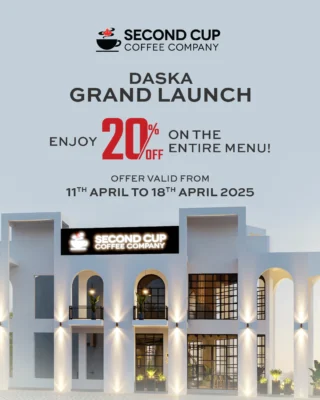 SECOND CUP
COFFEE COMPANY
DASKA
GRAND LAUNCH
ENJOY 20% OFF ON THE
ENTIRE MENU!
OFFER VALID FROM
11TH APRIL TO 18TH APRIL 2025
SECOND CUP
COFFEE COMPANY